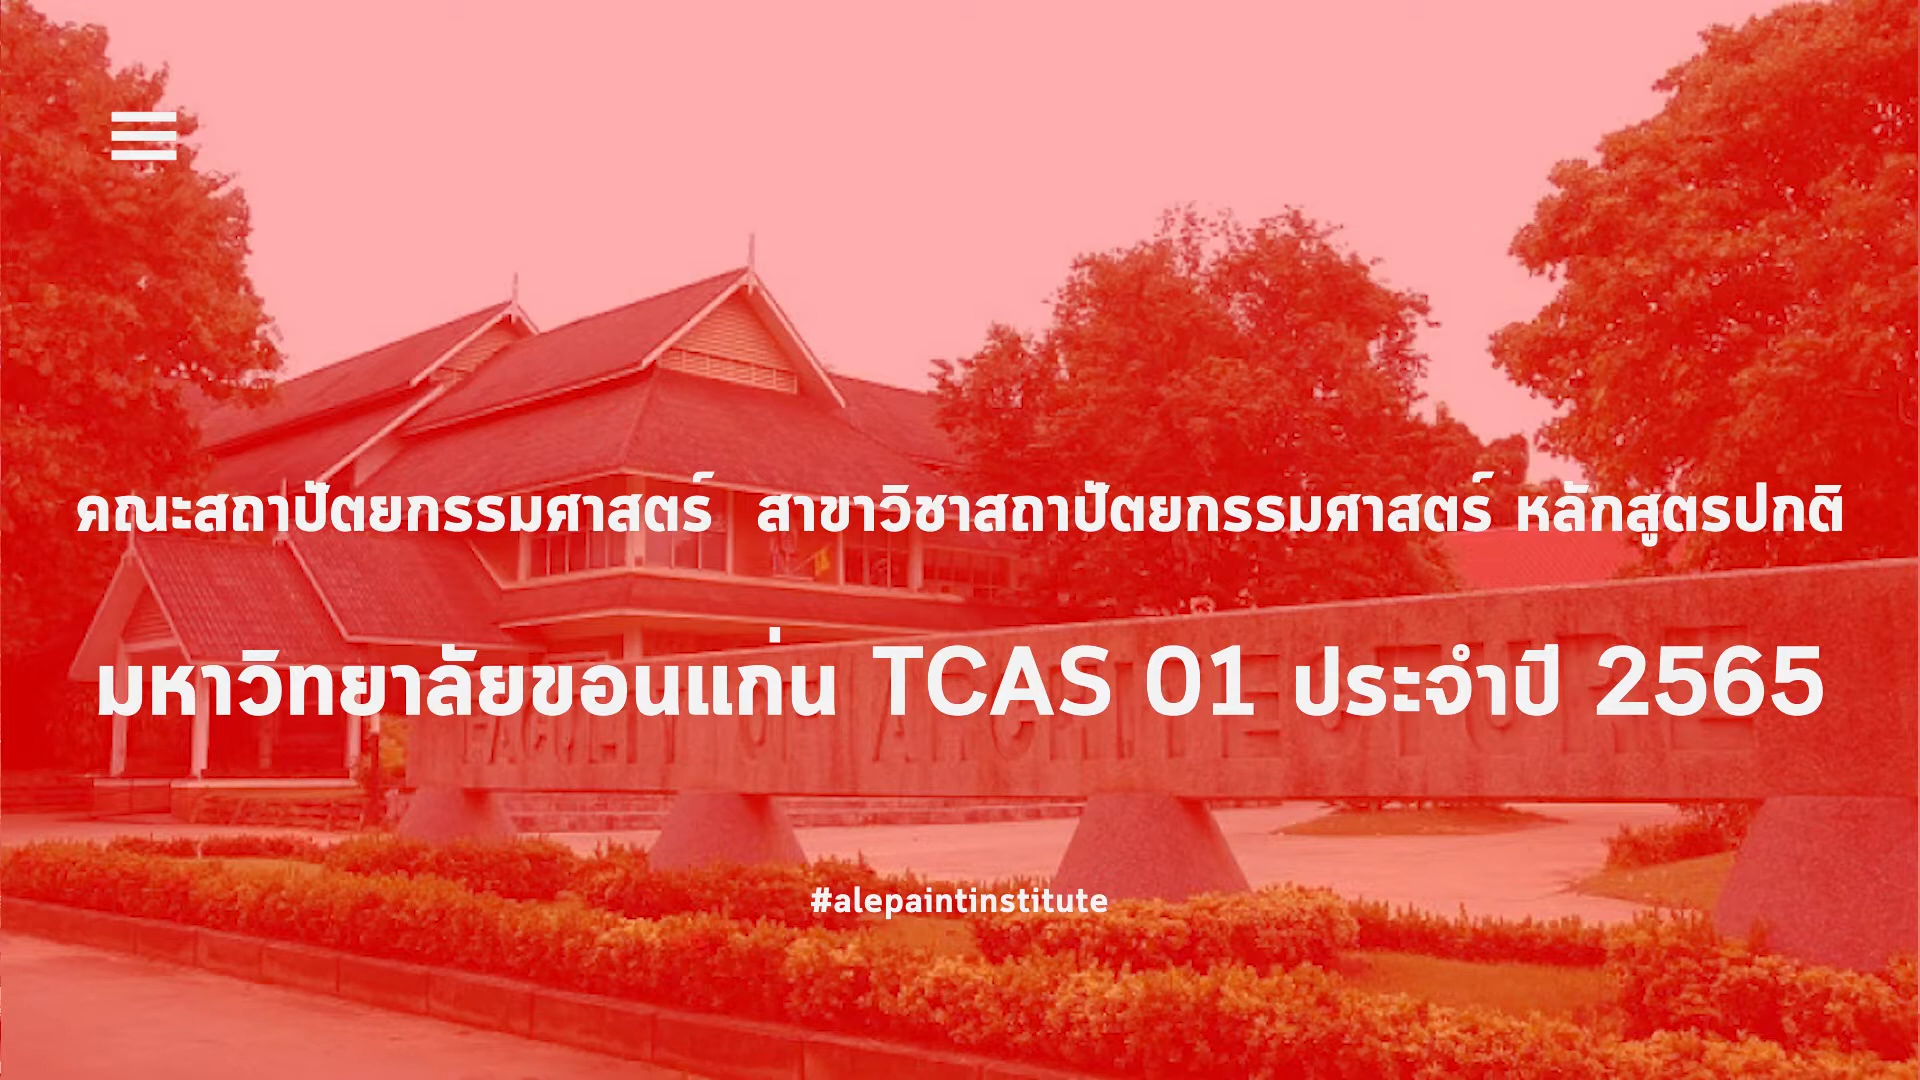 คณะสถาปัตยกรรมศาสตร์ สาขาวิชาสถาปัตยกรรมศาสตร์ หลักสูตรปกติ
มหาวิทยาลัยขอนแก่น TCAS 01 ประจำปี 2565
FACULTY OF ARCHITECTURE
#alepaintinstitute